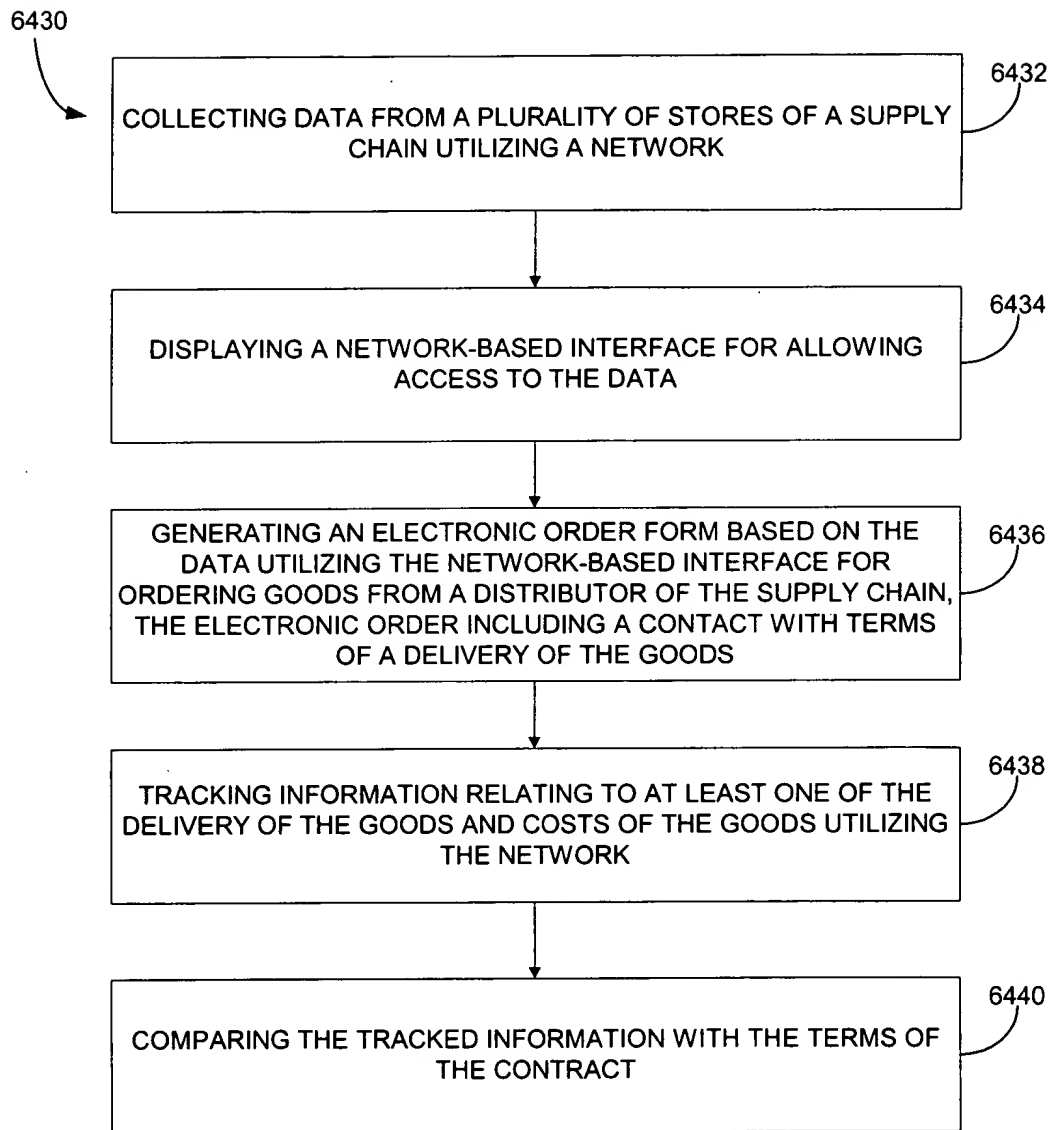 6430
6432
COLLECTING DATA FROM A PLURALITY OF STORES OF A SUPPLY
CHAIN UTILIZING A NETWORK
6434
DISPLAYING A NETWORK-BASED INTERFACE FOR ALLOWING
ACCESS TO THE DATA
6436
GENERATING AN ELECTRONIC ORDER FORM BASED ON THE
DATA UTILIZING THE NETWORK-BASED INTERFACE FOR
ORDERING GOODS FROM A DISTRIBUTOR OF THE SUPPLY CHAIN,
THE ELECTRONIC ORDER INCLUDING A CONTACT WITH TERMS
OF A DELIVERY OF THE GOODS
6438
TRACKING INFORMATION RELATING TO AT LEAST ONE OF THE
DELIVERY OF THE GOODS AND COSTS OF THE GOODS UTILIZING
THE NETWORK
6440
COMPARING THE TRACKED INFORMATION WITH THE TERMS OF
THE CONTRACT